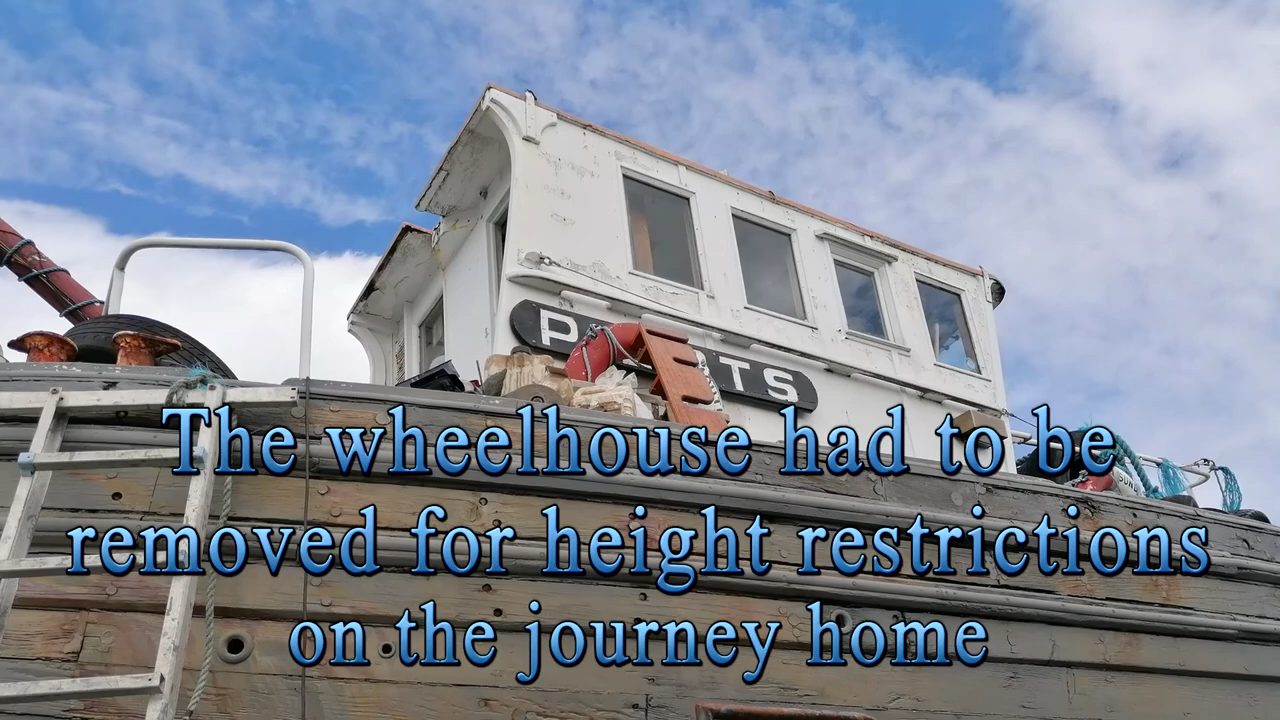 The wheelhouse had to be
removed for height restrictions
on the journey home